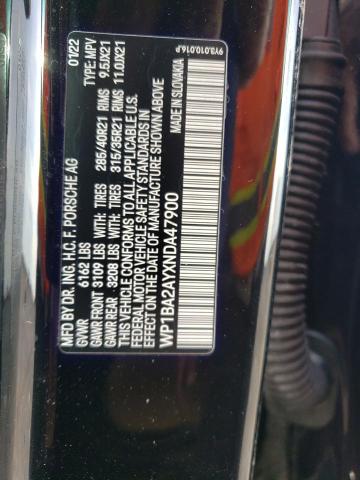 MFD BY DR. ING. H.C. F. PORSCHE AG 01/22
GVWR 6162 LBS TYPE: MPV
GAWR FRONT 3109 LBS WITH: TIRES 285/40R21 RIMS 9.5JX21
GAWR REAR 3208 LBS WITH: TIRES 315/35R21 RIMS 11.0JX21
THIS VEHICLE CONFORMS TO ALL APPLICABLE U.S.
FEDERAL MOTOR VEHICLE SAFETY STANDARDS IN
EFFECT ON THE DATE OF MANUFACTURE SHOWN ABOVE
WP1BA2AYXNDA47900 MADE IN SLOVAKIA
9Y3.010.016.P